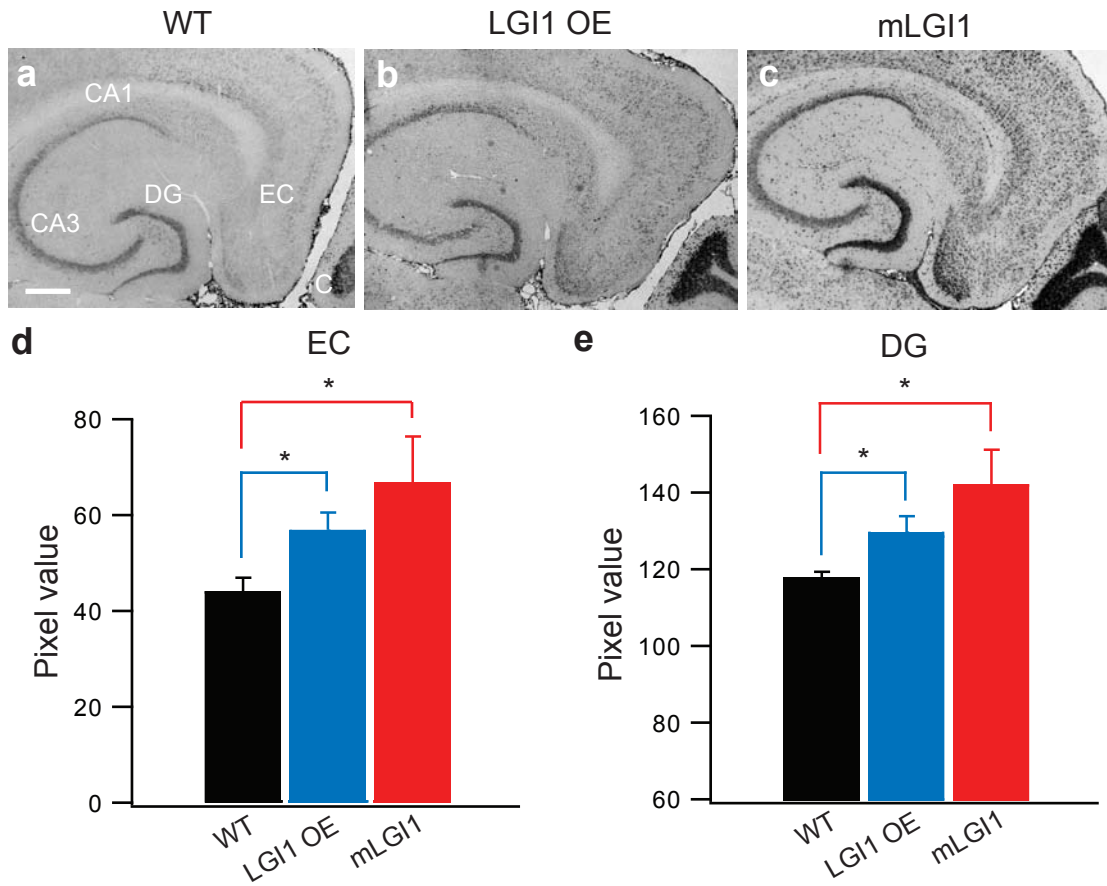 WT LGI1 OE mLGI1
a b c
CA1
DG EC
CA3
C
d EC
*
*
80
60
40
20
0
Pixel value
WT
LGI1 OE
mLGI1
e DG
*
*
160
140
120
100
80
60
Pixel value
WT
LGI1 OE
mLGI1